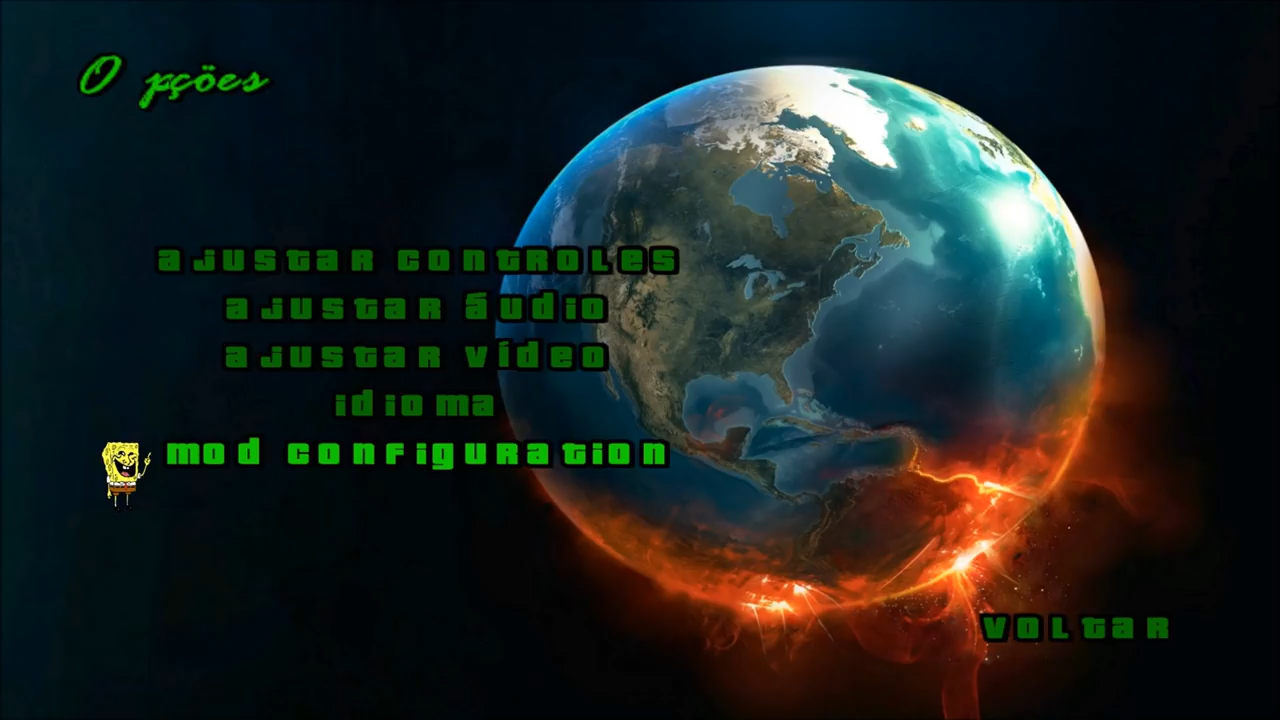 Opções
ajustar controles
ajustar áudio
ajustar vídeo
idioma
mod configuration
voltar